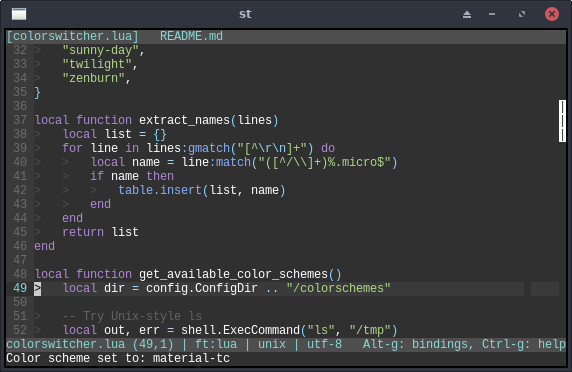 st
[colorswitcher.lua]   README.md
32 >   "sunny-day",
33 >   "twilight",
34 >   "zenburn",
35 }
36
37 local function extract_names(lines)
38 >   local list = {}
39 >   for line in lines:gmatch("[^\r\n]+") do
40 >   >   local name = line:match("([^/\\]+)%.micro$")
41 >   >   if name then
42 >   >   >   table.insert(list, name)
43 >   >   end
44 >   end
45 >   return list
46 end
47
48 local function get_available_color_schemes()
49 >   local dir = config.ConfigDir .. "/colorschemes"
50
51 >   -- Try Unix-style ls
52 >   local out, err = shell.ExecCommand("ls", "/tmp")
colorswitcher.lua (49,1) | ft:lua | unix | utf-8   Alt-g: bindings, Ctrl-g: help
Color scheme set to: material-tc